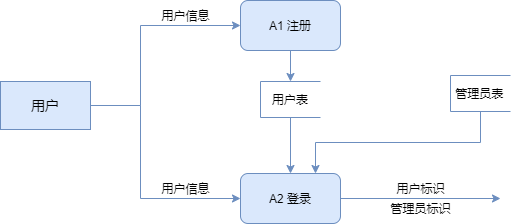 用户信息
A1 注册
用户
用户表
管理员表
用户信息
A2 登录
用户标识
管理员标识